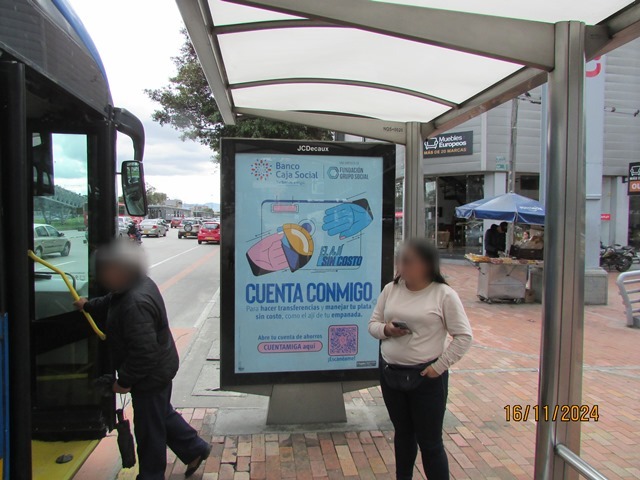 JCDecaux
Banco
Caja Social
FUNDACIÓN
GRUPO SOCIAL
EL AJÍ
SIN COSTO
CUENTA CONMIGO
Para hacer transferencias y manejar tu plata
sin costo, como el ají de tu empanada.
Abre tu cuenta de ahorros
CUENTAMIGA aquí
¡Escanéame!
Muebles
Europeos
16/11/2024